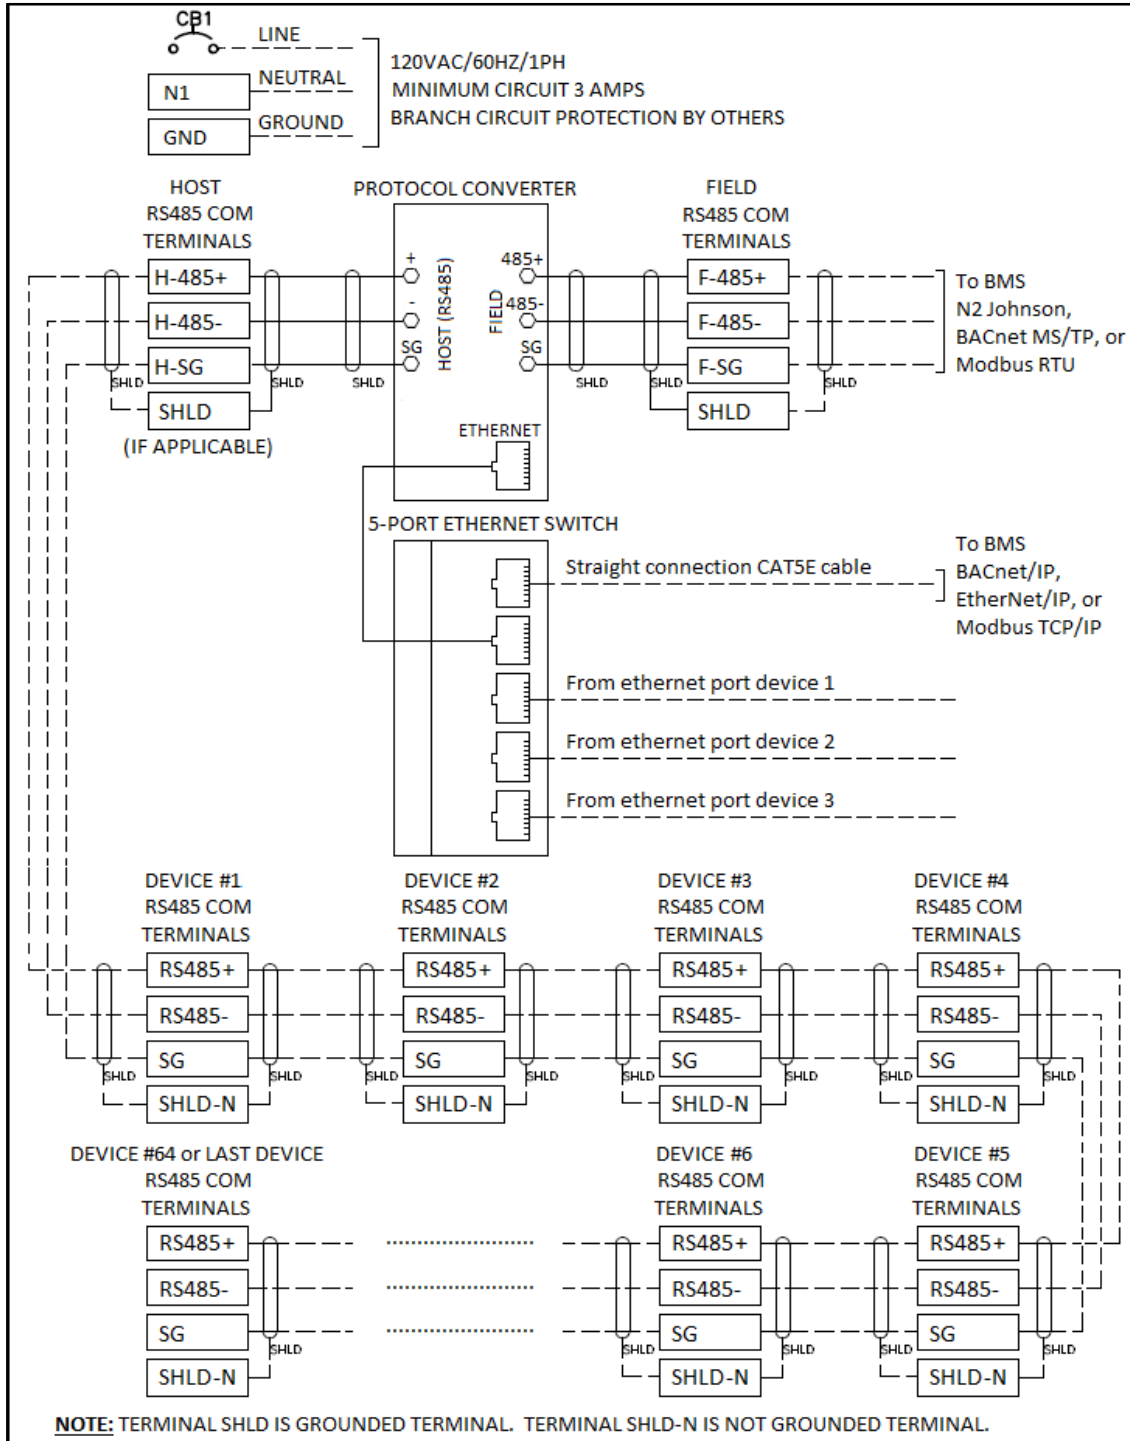 CB1
LINE
N1
NEUTRAL
GND
GROUND
120VAC/60HZ/1PH
MINIMUM CIRCUIT 3 AMPS
BRANCH CIRCUIT PROTECTION BY OTHERS
HOST
RS485 COM
TERMINALS
H-485+
H-485-
H-SG
SHLD
SHLD
SHLD
(IF APPLICABLE)
SHLD
PROTOCOL CONVERTER
+
-
SG
HOST (RS485)
FIELD
485+
485-
SG
ETHERNET
SHLD
FIELD
RS485 COM
TERMINALS
F-485+
F-485-
F-SG
SHLD
SHLD
SHLD
To BMS
N2 Johnson,
BACnet MS/TP, or
Modbus RTU
5-PORT ETHERNET SWITCH
Straight connection CAT5E cable
To BMS
BACnet/IP,
EtherNet/IP, or
Modbus TCP/IP
From ethernet port device 1
From ethernet port device 2
From ethernet port device 3
DEVICE #1
RS485 COM
TERMINALS
RS485+
RS485-
SG
SHLD
SHLD
SHLD-N
DEVICE #2
RS485 COM
TERMINALS
RS485+
RS485-
SG
SHLD
SHLD
SHLD-N
DEVICE #3
RS485 COM
TERMINALS
RS485+
RS485-
SG
SHLD
SHLD
SHLD-N
DEVICE #4
RS485 COM
TERMINALS
RS485+
RS485-
SG
SHLD
SHLD
SHLD-N
DEVICE #64 or LAST DEVICE
RS485 COM
TERMINALS
RS485+
RS485-
SG
SHLD
SHLD-N
DEVICE #6
RS485 COM
TERMINALS
RS485+
RS485-
SG
SHLD
SHLD
SHLD-N
DEVICE #5
RS485 COM
TERMINALS
RS485+
RS485-
SG
SHLD
SHLD
SHLD-N
NOTE: TERMINAL SHLD IS GROUNDED TERMINAL. TERMINAL SHLD-N IS NOT GROUNDED TERMINAL.